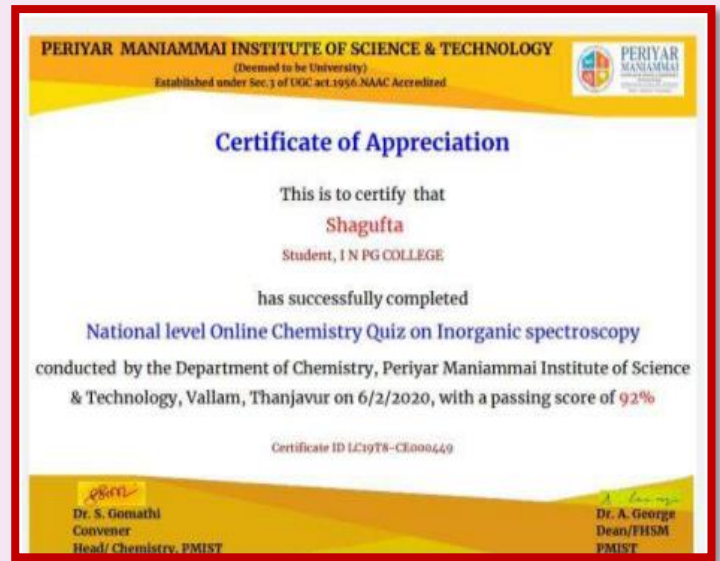 PERIYAR MANIAMMAI INSTITUTE OF SCIENCE & TECHNOLOGY
(Deemed to be University)
Established under Sec.3 of UGC act.1956.NAAC Accredited
PERIYAR
MANIAMMAI
Certificate of Appreciation
This is to certify that
Shagufta
Student, I N PG COLLEGE
has successfully completed
National level Online Chemistry Quiz on Inorganic spectroscopy
conducted by the Department of Chemistry, Periyar Maniammai Institute of Science
& Technology, Vallam, Thanjavur on 6/2/2020, with a passing score of 92%
Certificate ID LC19T8-CE000449
Dr. S. Gomathi
Convener
Head/ Chemistry, PMIST
Dr. A. George
Dean/FHSM
PMIST